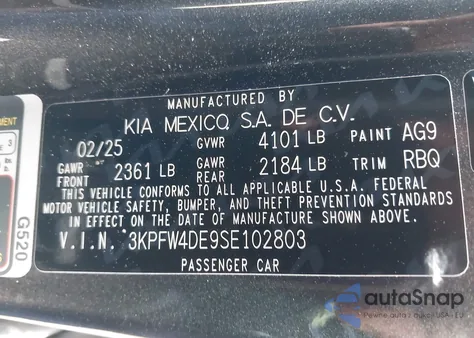 MANUFACTURED BY
KIA MEXICO, S.A. DE C.V.
02/25 GVWR 4101 LB PAINT AG9
GAWR FRONT 2361 LB GAWR REAR 2184 LB TRIM RBQ
THIS VEHICLE CONFORMS TO ALL APPLICABLE U.S.A. FEDERAL
MOTOR VEHICLE SAFETY, BUMPER, AND THEFT PREVENTION STANDARDS
IN EFFECT ON THE DATE OF MANUFACTURE SHOWN ABOVE.
V.I.N. *3KPFW4DE9SE102803
PASSENGER CAR
G520
autoSnap